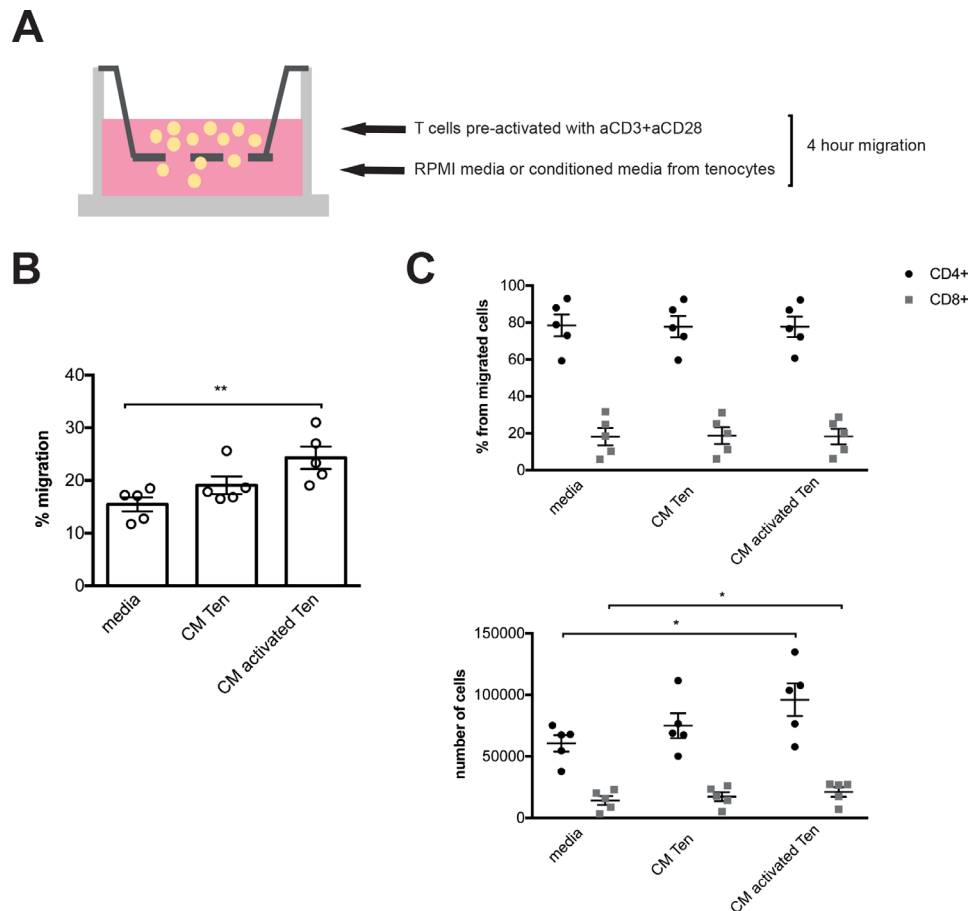 A
T cells pre-activated with aCD3+aCD28
RPMI media or conditioned media from tenocytes
4 hour migration
B
% migration
40
30
20
10
0
**
media
CM Ten
CM activated Ten
C
CD4+
CD8+
% from migrated cells
100
80
60
40
20
0
media
CM Ten
CM activated Ten
*
*
number of cells
150000
100000
50000
0
media
CM Ten
CM activated Ten